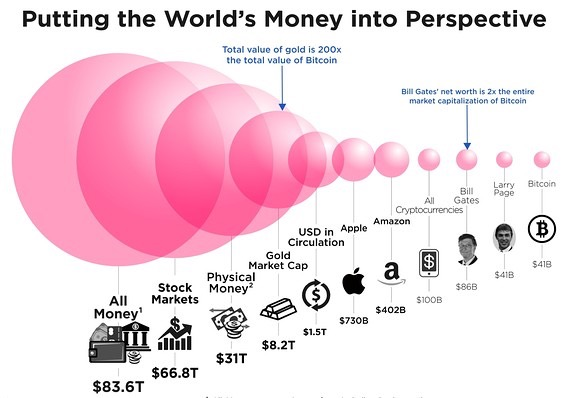 Putting the World's Money into Perspective
Total value of gold is 200x
the total value of Bitcoin
Bill Gates' net worth is 2x the entire
market capitalization of Bitcoin
All
Money¹
$83.6T
Stock
Markets
$66.8T
Physical
Money²
$31T
Gold
Market Cap
$8.2T
USD in
Circulation
$1.5T
Apple
$730B
Amazon
$402B
All
Cryptocurrencies
$100B
Bill
Gates
$86B
Larry
Page
$41B
Bitcoin
$41B